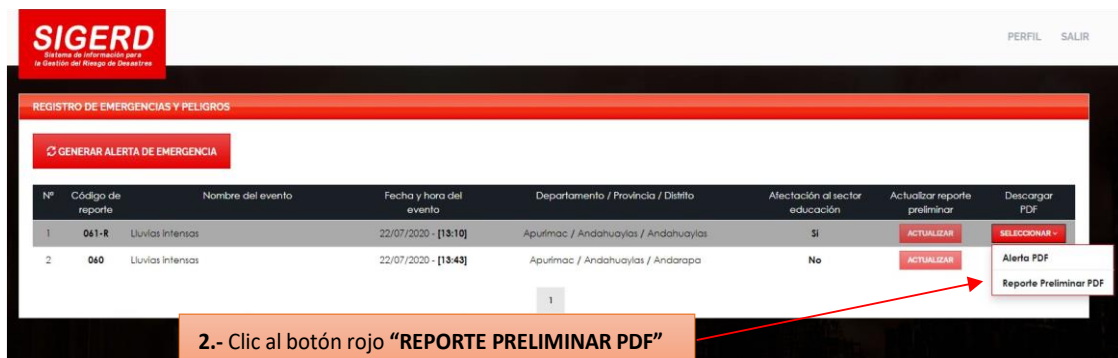 SIGERD
Sistema de información para
la Gestión del Riesgo de Desastres
PERFIL SALIR
REGISTRO DE EMERGENCIAS Y PELIGROS
GENERAR ALERTA DE EMERGENCIA
Nº Código de reporte Nombre del evento Fecha y hora del evento Departamento / Provincia / Distrito Afectación al sector educación Actualizar reporte preliminar Descargar PDF
1 061-R Lluvias intensas 22/07/2020 - [13:10] Apurimac / Andahuaylas / Andahuaylas Si ACTUALIZAR SELECCIONAR
2 060 Lluvias intensas 22/07/2020 - [13:43] Apurimac / Andahuaylas / Andarapa No ACTUALIZAR
Alerta PDF
Reporte Preliminar PDF
1
2.- Clic al botón rojo “REPORTE PRELIMINAR PDF”